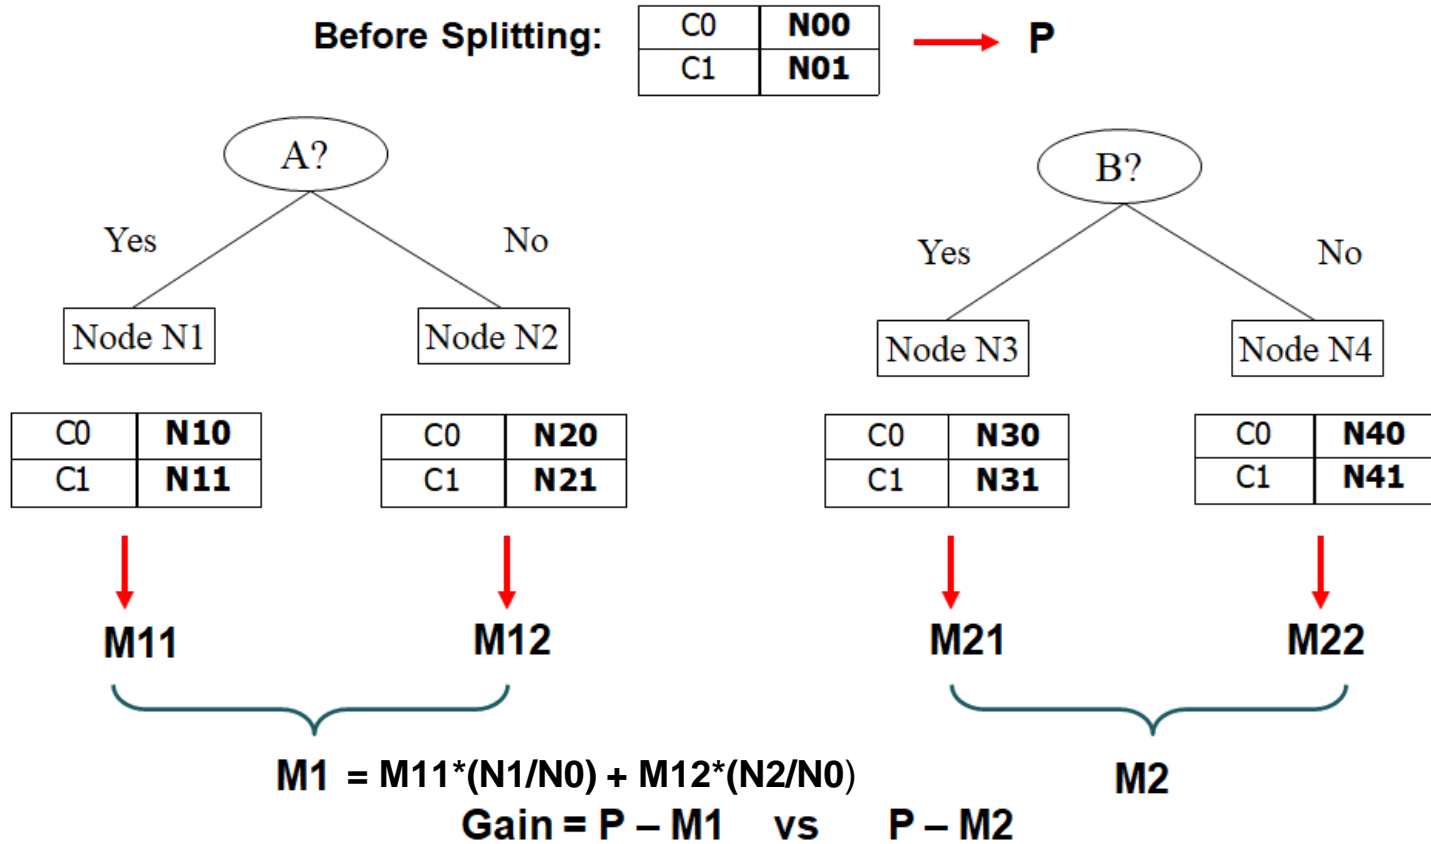 Before Splitting:
C0 N00
C1 N01
P
A?
Yes
No
Node N1
Node N2
C0 N10
C1 N11
C0 N20
C1 N21
M11
M12
M1 = M11*(N1/N0) + M12*(N2/N0)
B?
Yes
No
Node N3
Node N4
C0 N30
C1 N31
C0 N40
C1 N41
M21
M22
M2
Gain = P – M1 vs P – M2